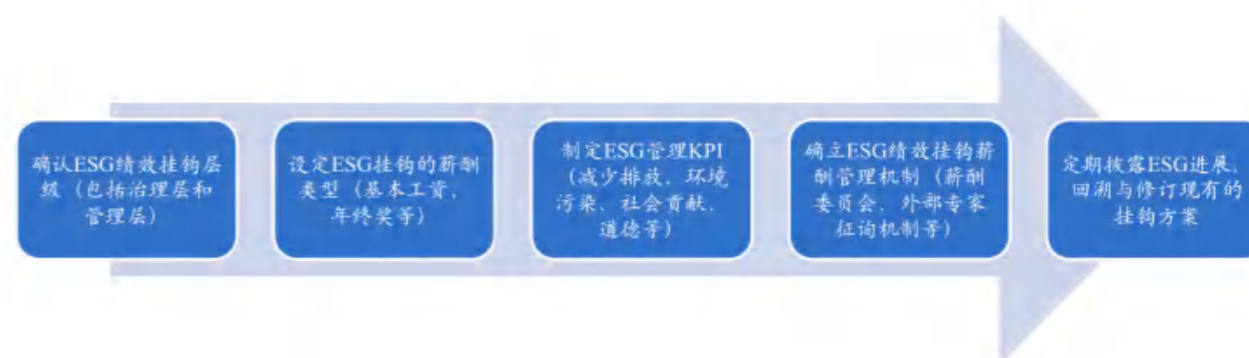 确认ESG绩效挂钩层
级（包括治理层和
管理层）
设定ESG挂钩的薪酬
类型（基本工资、
年终奖等）
制定ESG管理KPI
（减少排放、环境
污染、社会贡献、
道德等）
确立ESG绩效挂钩薪
酬管理机制（薪酬
委员会、外部专家
征询机制等）
定期披露ESG进展，
回溯与修订现有的
挂钩方案